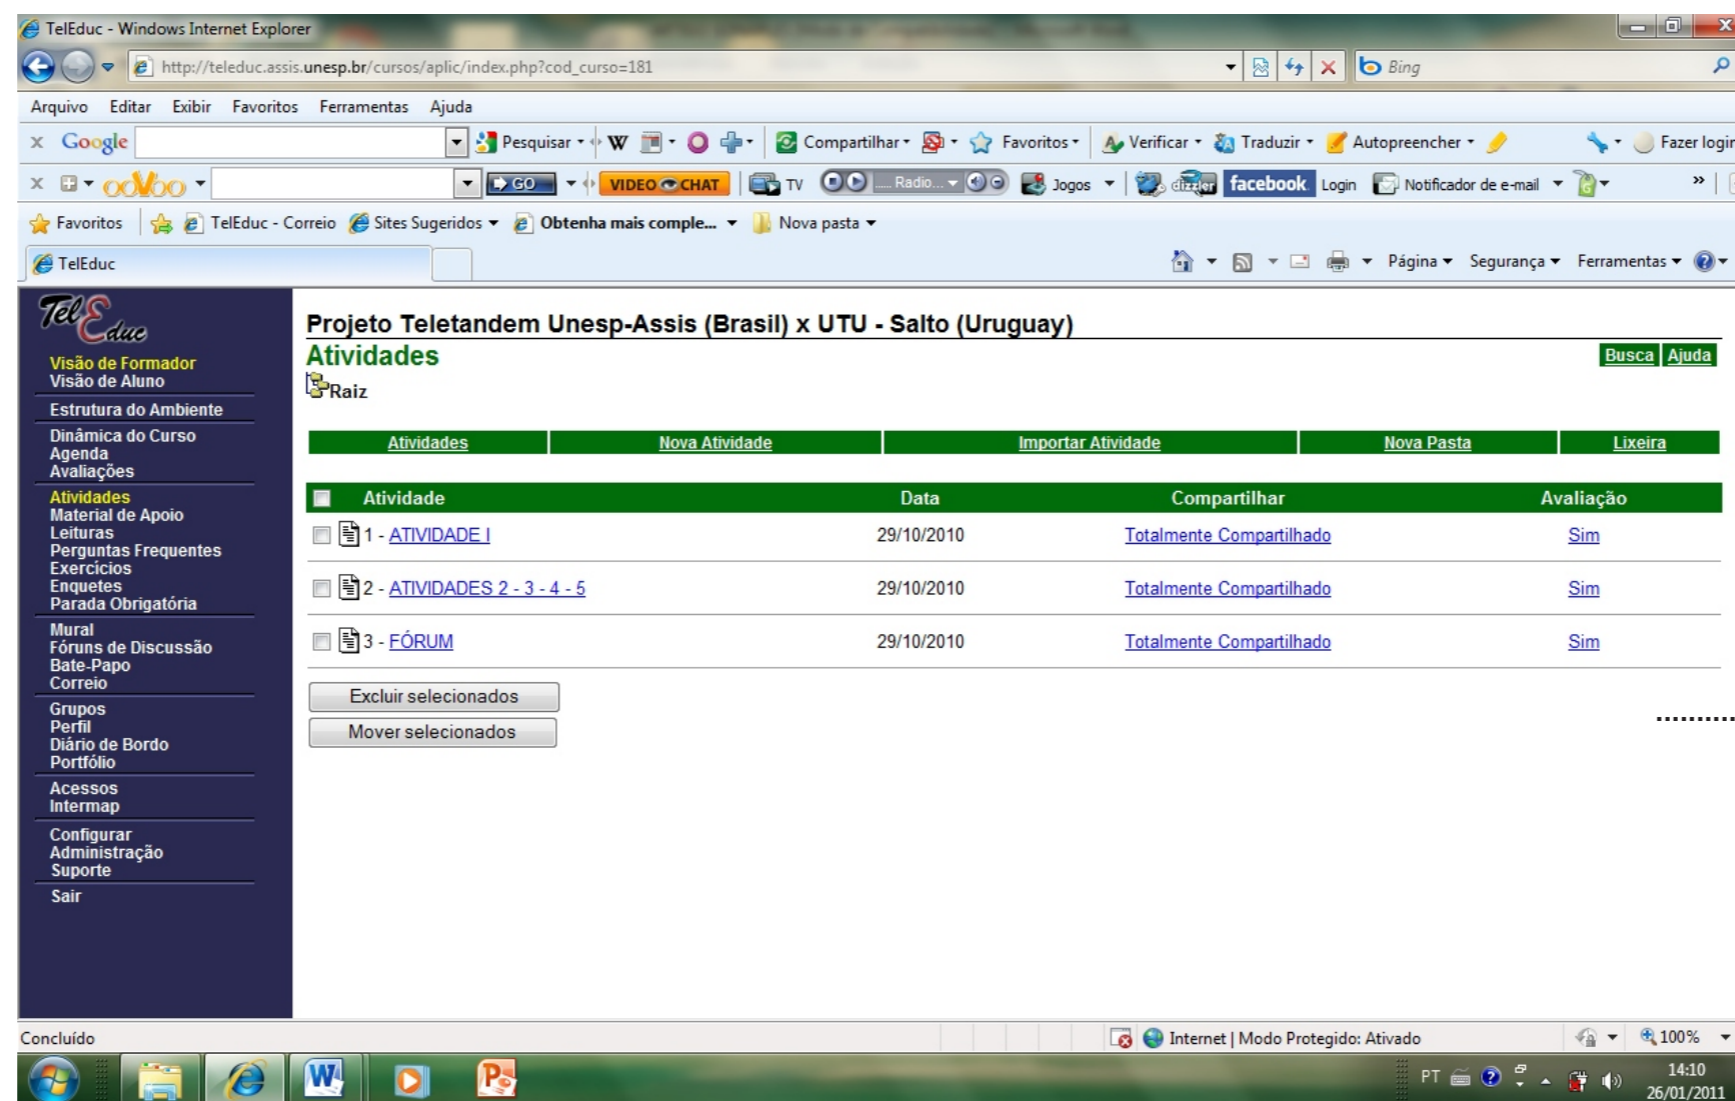 TelEduc - Windows Internet Explorer
http://teleduc.assis.unesp.br/cursos/aplic/index.php?cod_curso=181 Bing
Arquivo Editar Exibir Favoritos Ferramentas Ajuda
x Google Pesquisar W Compartilhar Favoritos Verificar Traduzir Autopreencher Fazer login
x ooVoo GO VIDEO CHAT TV ..... Radio... Jogos dizzler facebook Login Notificador de e-mail »
Favoritos TelEduc - Correio Sites Sugeridos Obtenha mais comple... Nova pasta
TelEduc Página Segurança Ferramentas
TelEduc
Visão de Formador
Visão de Aluno
Estrutura do Ambiente
Dinâmica do Curso
Agenda
Avaliações
Atividades
Material de Apoio
Leituras
Perguntas Frequentes
Exercícios
Enquetes
Parada Obrigatória
Mural
Fóruns de Discussão
Bate-Papo
Correio
Grupos
Perfil
Diário de Bordo
Portfólio
Acessos
Intermap
Configurar
Administração
Suporte
Sair
Projeto Teletandem Unesp-Assis (Brasil) x UTU - Salto (Uruguay)
Atividades Busca Ajuda
Raiz
Atividades Nova Atividade Importar Atividade Nova Pasta Lixeira
Atividade Data Compartilhar Avaliação
1 - ATIVIDADE I 29/10/2010 Totalmente Compartilhado Sim
2 - ATIVIDADES 2 - 3 - 4 - 5 29/10/2010 Totalmente Compartilhado Sim
3 - FÓRUM 29/10/2010 Totalmente Compartilhado Sim
Excluir selecionados
..........
Mover selecionados
Concluído Internet | Modo Protegido: Ativado 100%
W P PT 14:10
26/01/2011